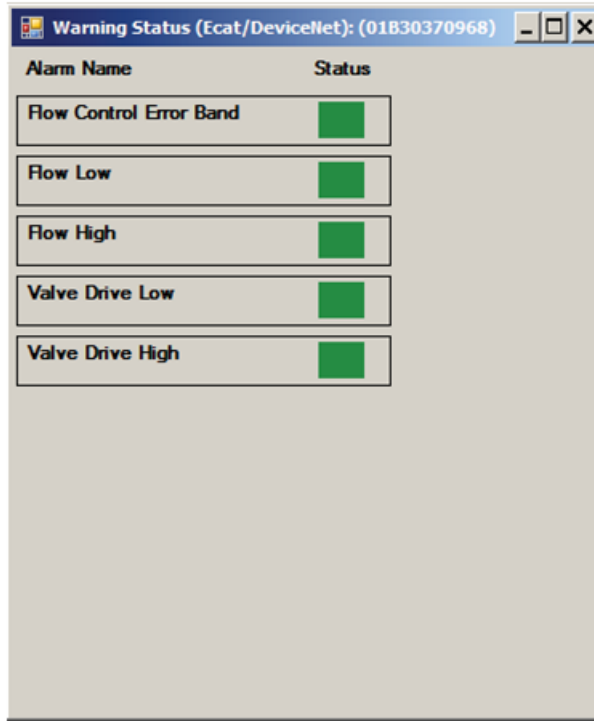 Warning Status (Ecat/DeviceNet): (01B30370968)
Alarm Name Status
Flow Control Error Band
Flow Low
Flow High
Valve Drive Low
Valve Drive High